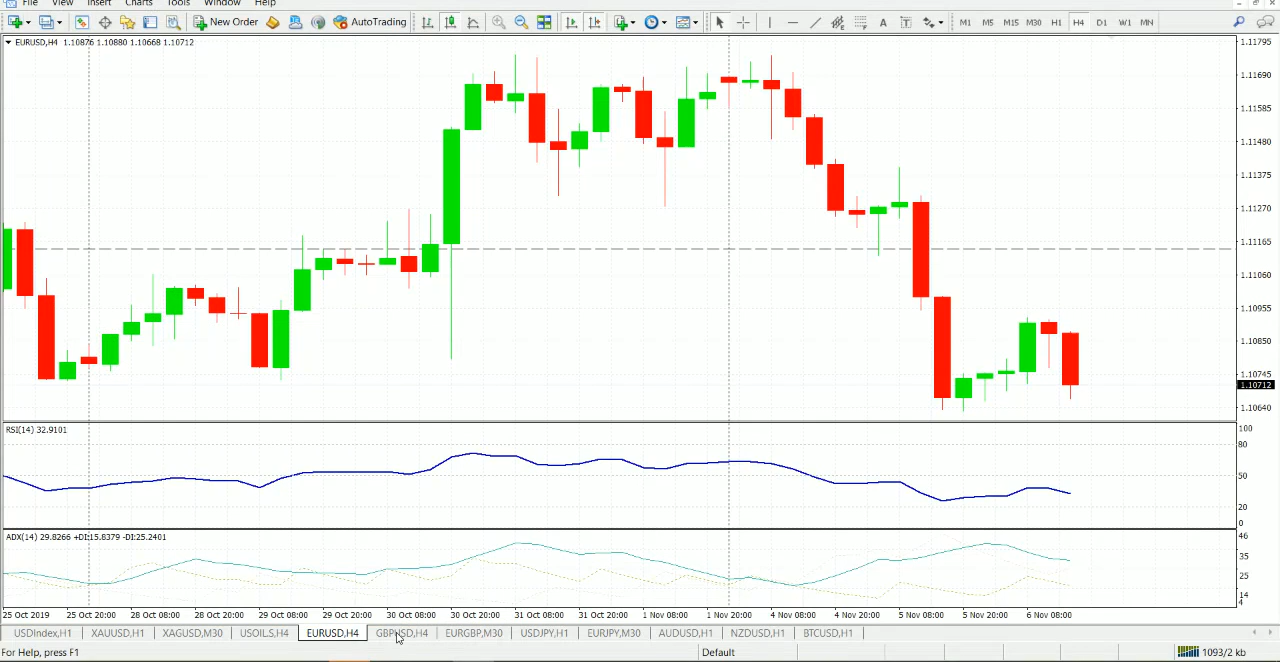 File View Insert Charts Tools Window Help
New Order AutoTrading A T M1 M5 M15 M30 H1 H4 D1 W1 MN
EURUSD,H4 1.10876 1.10880 1.10668 1.10712
1.11795
1.11690
1.11585
1.11480
1.11375
1.11270
1.11165
1.11060
1.10955
1.10850
1.10745
1.10712
1.10640
RSI(14) 32.9101
100
80
50
20
0
ADX(14) 29.8266 +DI:15.8379 -DI:25.2401
46
35
25
14
4
25 Oct 2019 25 Oct 20:00 28 Oct 08:00 28 Oct 20:00 29 Oct 08:00 29 Oct 20:00 30 Oct 08:00 30 Oct 20:00 31 Oct 08:00 31 Oct 20:00 1 Nov 08:00 1 Nov 20:00 4 Nov 08:00 4 Nov 20:00 5 Nov 08:00 5 Nov 20:00 6 Nov 08:00
USDIndex,H1 XAUUSD,H1 XAGUSD,M30 USOILS,H4 EURUSD,H4 GBPUSD,H4 EURGBP,M30 USDJPY,H1 EURJPY,M30 AUDUSD,H1 NZDUSD,H1 BTCUSD,H1
For Help, press F1 Default 1093/2 kb